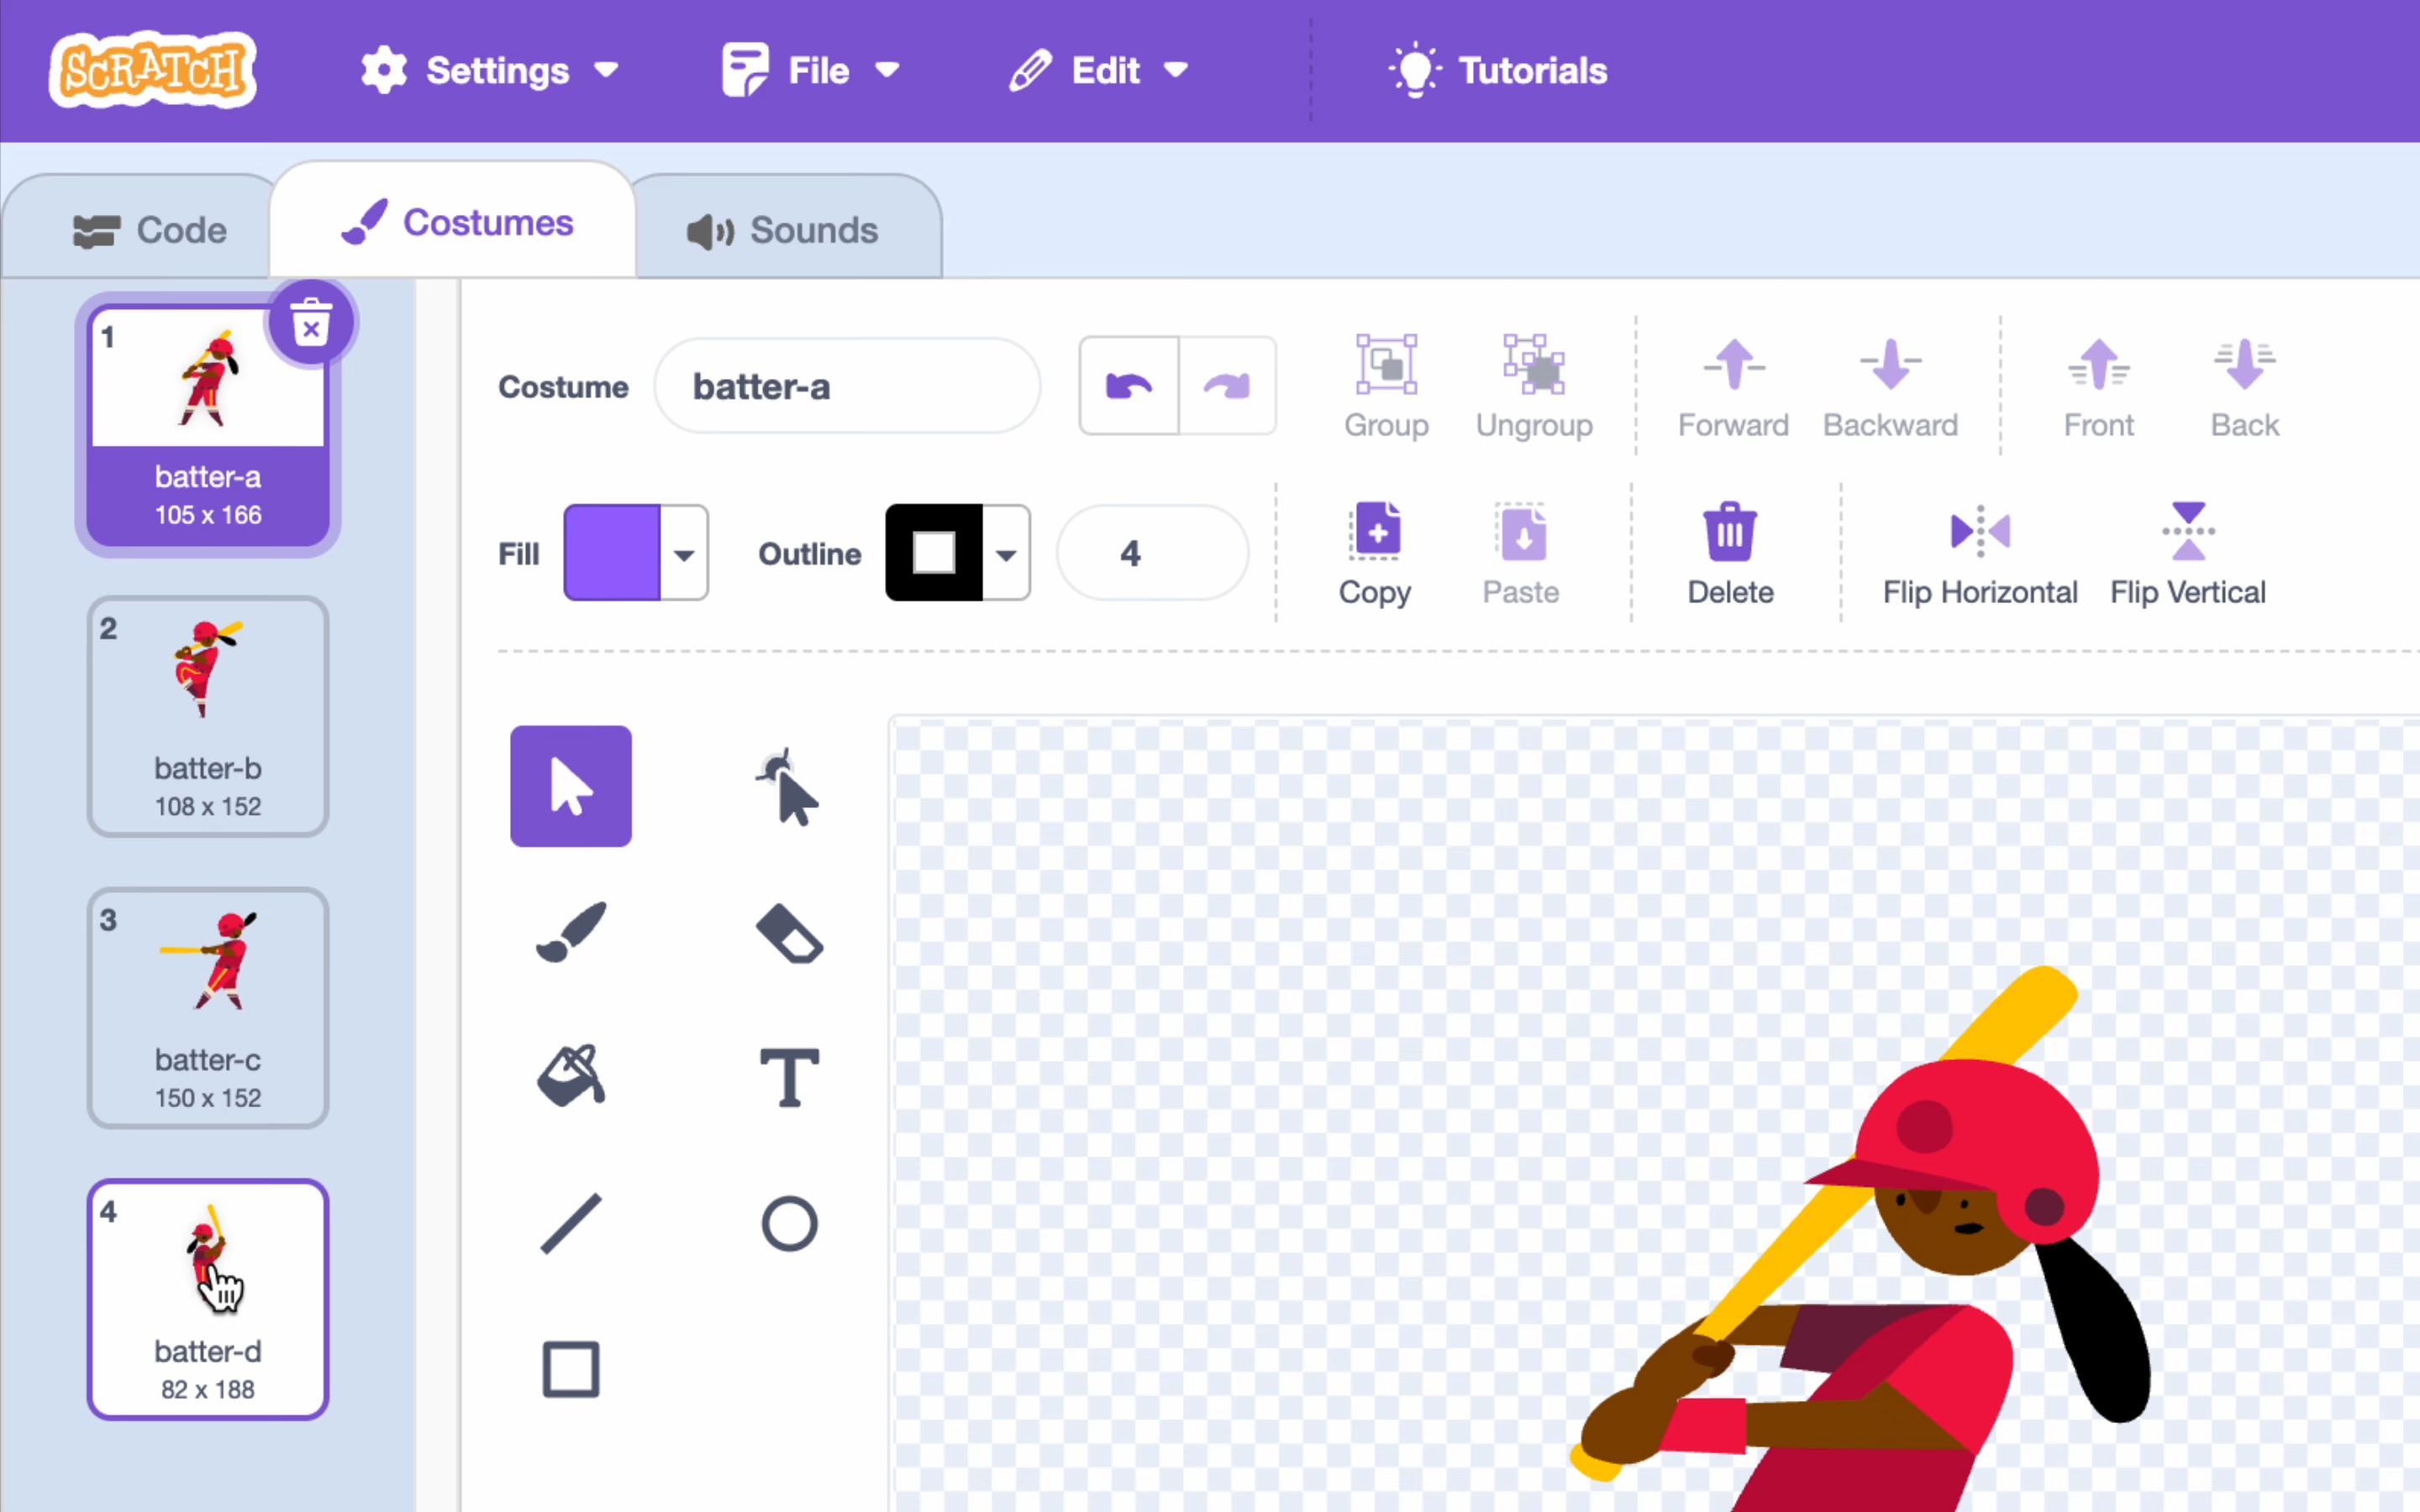 SCRATCH Settings File Edit Tutorials
Code Costumes Sounds
1
batter-a
105 x 166
2
batter-b
108 x 152
3
batter-c
150 x 152
4
batter-d
82 x 188
Costume batter-a Group Ungroup Forward Backward Front Back
Fill Outline 4 Copy Paste Delete Flip Horizontal Flip Vertical
T